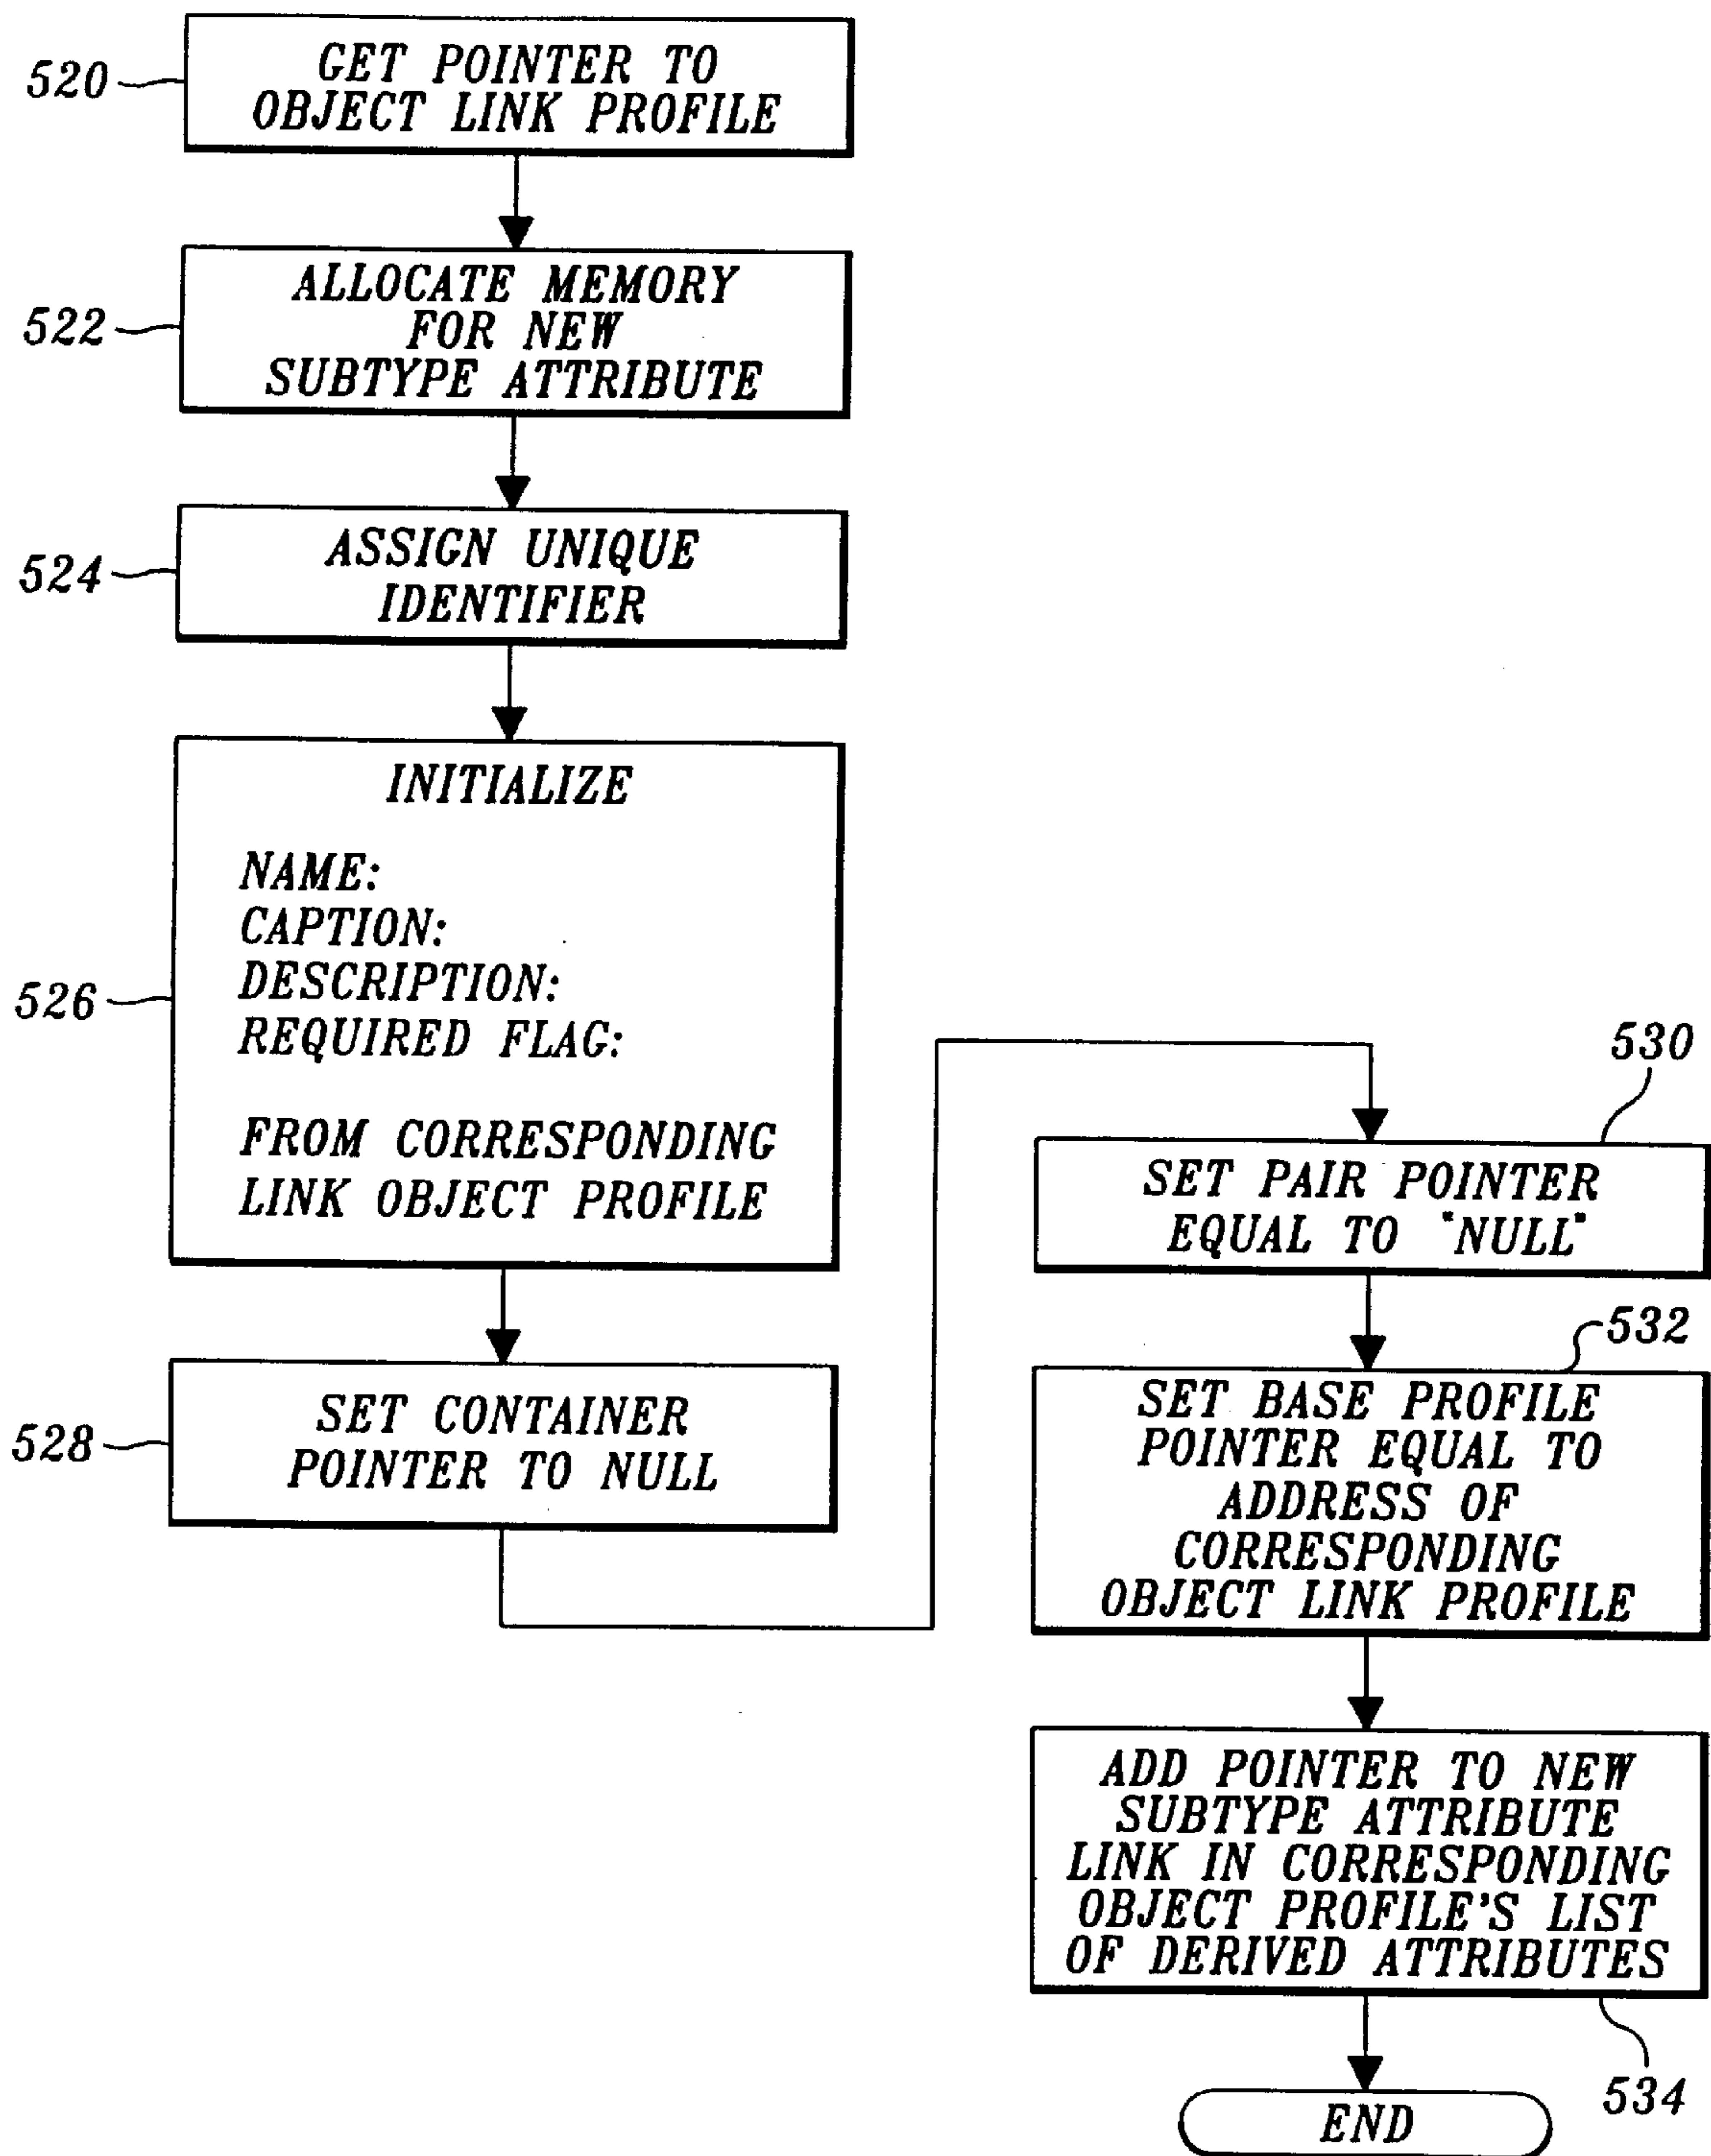 520
GET POINTER TO
OBJECT LINK PROFILE
522
ALLOCATE MEMORY
FOR NEW
SUBTYPE ATTRIBUTE
524
ASSIGN UNIQUE
IDENTIFIER
526
INITIALIZE
NAME:
CAPTION:
DESCRIPTION:
REQUIRED FLAG:
FROM CORRESPONDING
LINK OBJECT PROFILE
528
SET CONTAINER
POINTER TO NULL
530
SET PAIR POINTER
EQUAL TO "NULL"
532
SET BASE PROFILE
POINTER EQUAL TO
ADDRESS OF
CORRESPONDING
OBJECT LINK PROFILE
ADD POINTER TO NEW
SUBTYPE ATTRIBUTE
LINK IN CORRESPONDING
OBJECT PROFILE'S LIST
OF DERIVED ATTRIBUTES
534
END